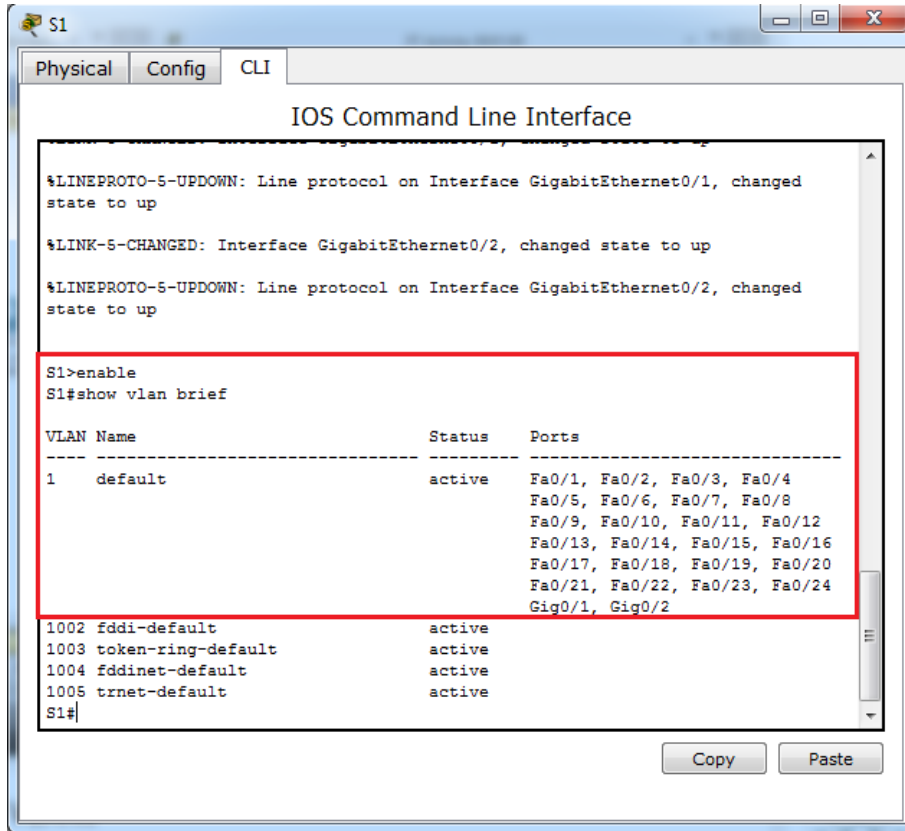 S1
Physical Config CLI
IOS Command Line Interface
%LINEPROTO-5-UPDOWN: Line protocol on Interface GigabitEthernet0/1, changed
state to up
%LINK-5-CHANGED: Interface GigabitEthernet0/2, changed state to up
%LINEPROTO-5-UPDOWN: Line protocol on Interface GigabitEthernet0/2, changed
state to up
S1>enable
S1#show vlan brief
VLAN Name Status Ports
---- -------------------------------- --------- -------------------------------
1 default active Fa0/1, Fa0/2, Fa0/3, Fa0/4
Fa0/5, Fa0/6, Fa0/7, Fa0/8
Fa0/9, Fa0/10, Fa0/11, Fa0/12
Fa0/13, Fa0/14, Fa0/15, Fa0/16
Fa0/17, Fa0/18, Fa0/19, Fa0/20
Fa0/21, Fa0/22, Fa0/23, Fa0/24
Gig0/1, Gig0/2
1002 fddi-default active
1003 token-ring-default active
1004 fddinet-default active
1005 trnet-default active
S1#
Copy Paste